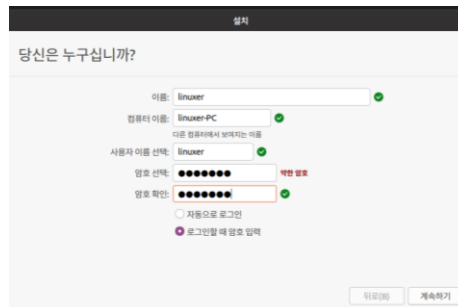 설치
당신은 누구십니까?
이름: linuxer
컴퓨터 이름: linuxer-PC
다른 컴퓨터에서 보여지는 이름
사용자 이름 선택: linuxer
암호 선택: ●●●●●●● 약한 암호
암호 확인: ●●●●●●●
자동으로 로그인
로그인할 때 암호 입력
뒤로(B) 계속하기